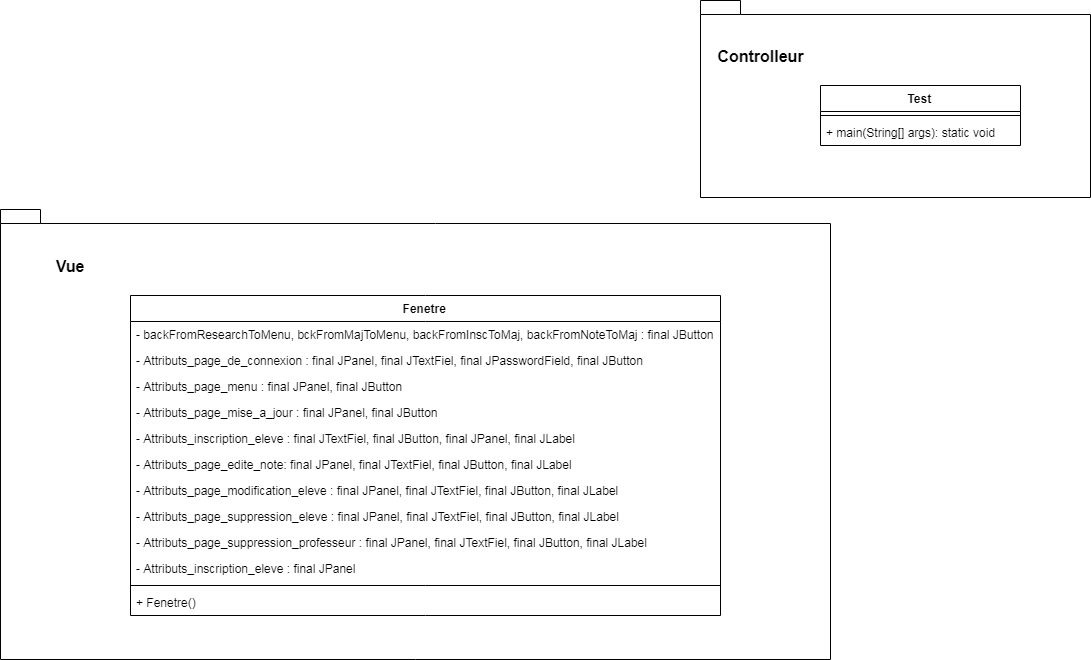 Controlleur
Test
+ main(String[] args): static void
Vue
Fenetre
- backFromResearchToMenu, bckFromMajToMenu, backFromInscToMaj, backFromNoteToMaj : final JButton
- Attributs_page_de_connexion : final JPanel, final JTextFiel, final JPasswordField, final JButton
- Attributs_page_menu : final JPanel, final JButton
- Attributs_page_mise_a_jour : final JPanel, final JButton
- Attributs_inscription_eleve : final JTextFiel, final JButton, final JPanel, final JLabel
- Attributs_page_edite_note: final JPanel, final JTextFiel, final JButton, final JLabel
- Attributs_page_modification_eleve : final JPanel, final JTextFiel, final JButton, final JLabel
- Attributs_page_suppression_eleve : final JPanel, final JTextFiel, final JButton, final JLabel
- Attributs_page_suppression_professeur : final JPanel, final JTextFiel, final JButton, final JLabel
- Attributs_inscription_eleve : final JPanel
+ Fenetre()